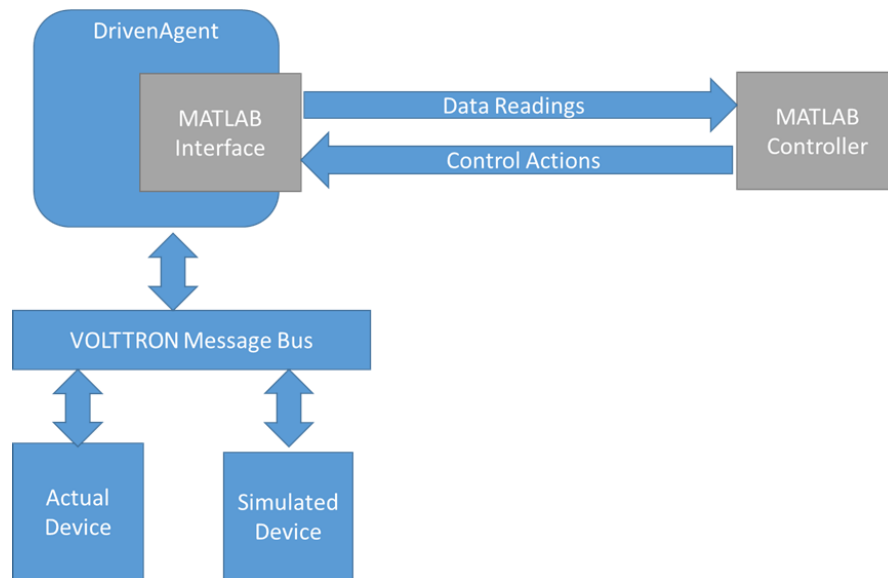 DrivenAgent
MATLAB
Interface
Data Readings
Control Actions
MATLAB
Controller
VOLTTRON Message Bus
Actual
Device
Simulated
Device